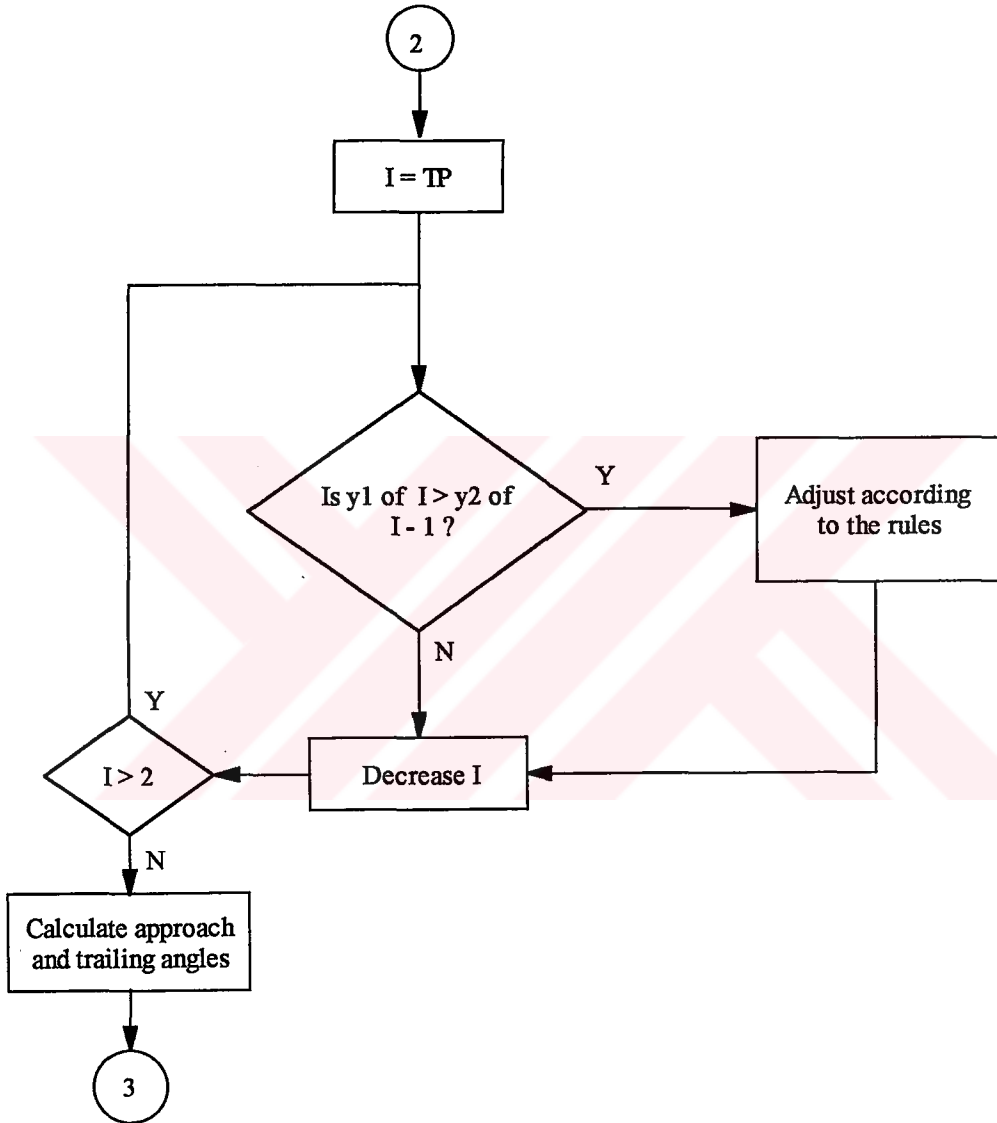 2
I = TP
Is y1 of I > y2 of
I - 1 ?
Y
Adjust according
to the rules
N
Y
I > 2
Decrease I
N
Calculate approach
and trailing angles
3